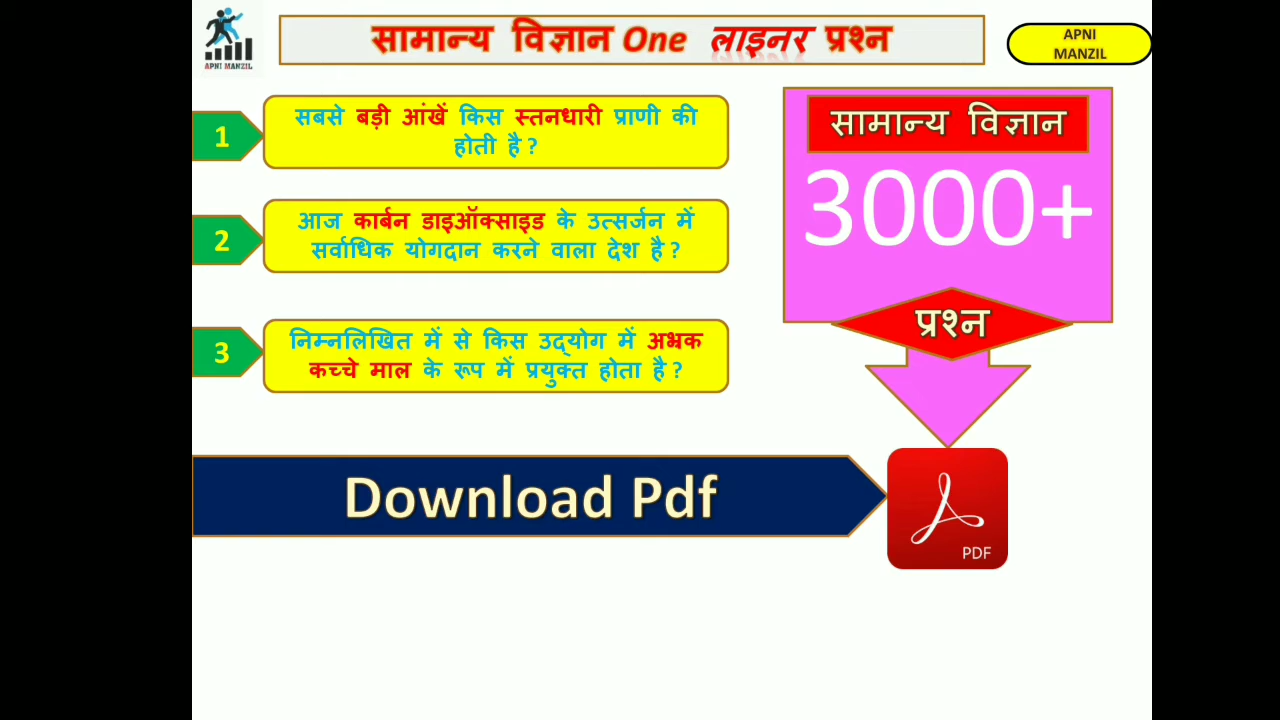 APNI MANZIL
सामान्य विज्ञान One लाइनर प्रश्न
APNI
MANZIL
1
सबसे बड़ी आंखें किस स्तनधारी प्राणी की
होती है ?
2
आज कार्बन डाइऑक्साइड के उत्सर्जन में
सर्वाधिक योगदान करने वाला देश है ?
3
निम्नलिखित में से किस उद्योग में अभ्रक
कच्चे माल के रूप में प्रयुक्त होता है ?
सामान्य विज्ञान
3000+
प्रश्न
Download Pdf
PDF